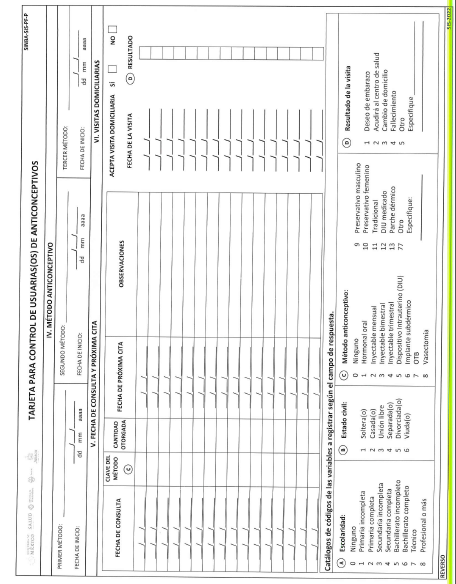 SINBA-SIS-PF-P
TARJETA PARA CONTROL DE USUARIAS(OS) DE ANTICONCEPTIVOS
IV. MÉTODO ANTICONCEPTIVO
PRIMER MÉTODO:
SEGUNDO MÉTODO:
TERCER MÉTODO:
FECHA DE INICIO: / /
dd mm aaaa
FECHA DE INICIO: / /
dd mm aaaa
FECHA DE INICIO: / /
dd mm aaaa
V. FECHA DE CONSULTA Y PRÓXIMA CITA
VI. VISITAS DOMICILIARIAS
FECHA DE CONSULTA
CLAVE DEL MÉTODO
C
CANTIDAD OTORGADA
FECHA DE PRÓXIMA CITA
OBSERVACIONES
ACEPTA VISITA DOMICILIARIA SÍ NO
FECHA DE LA VISITA
D RESULTADO
Catálogos de códigos de las variables a registrar según el campo de respuesta.
A Escolaridad:
0 Ninguno
1 Primaria incompleta
2 Primaria completa
3 Secundaria incompleta
4 Secundaria completa
5 Bachillerato incompleto
6 Bachillerato completo
7 Técnico
8 Profesional o más
B Estado civil:
1 Soltera(o)
2 Casada(o)
3 Unión libre
4 Separado(a)
5 Divorciada(o)
6 Viuda(o)
C Método anticonceptivo:
0 Ninguno
1 Hormonal oral
2 Inyectable mensual
3 Inyectable bimestral
4 Inyectable trimestral
5 Dispositivo Intrauterino (DIU)
6 Implante subdérmico
7 OTB
8 Vasectomía
9 Preservativo masculino
10 Preservativo femenino
11 Tradicional
12 DIU medicado
13 Parche dérmico
77 Otro
Especifique:
D Resultado de la visita
1 Deseo de embarazo
2 Acudirá al centro de salud
3 Cambio de domicilio
4 Fallecimiento
5 Otro
Especifique
REVERSO
SIS-2022